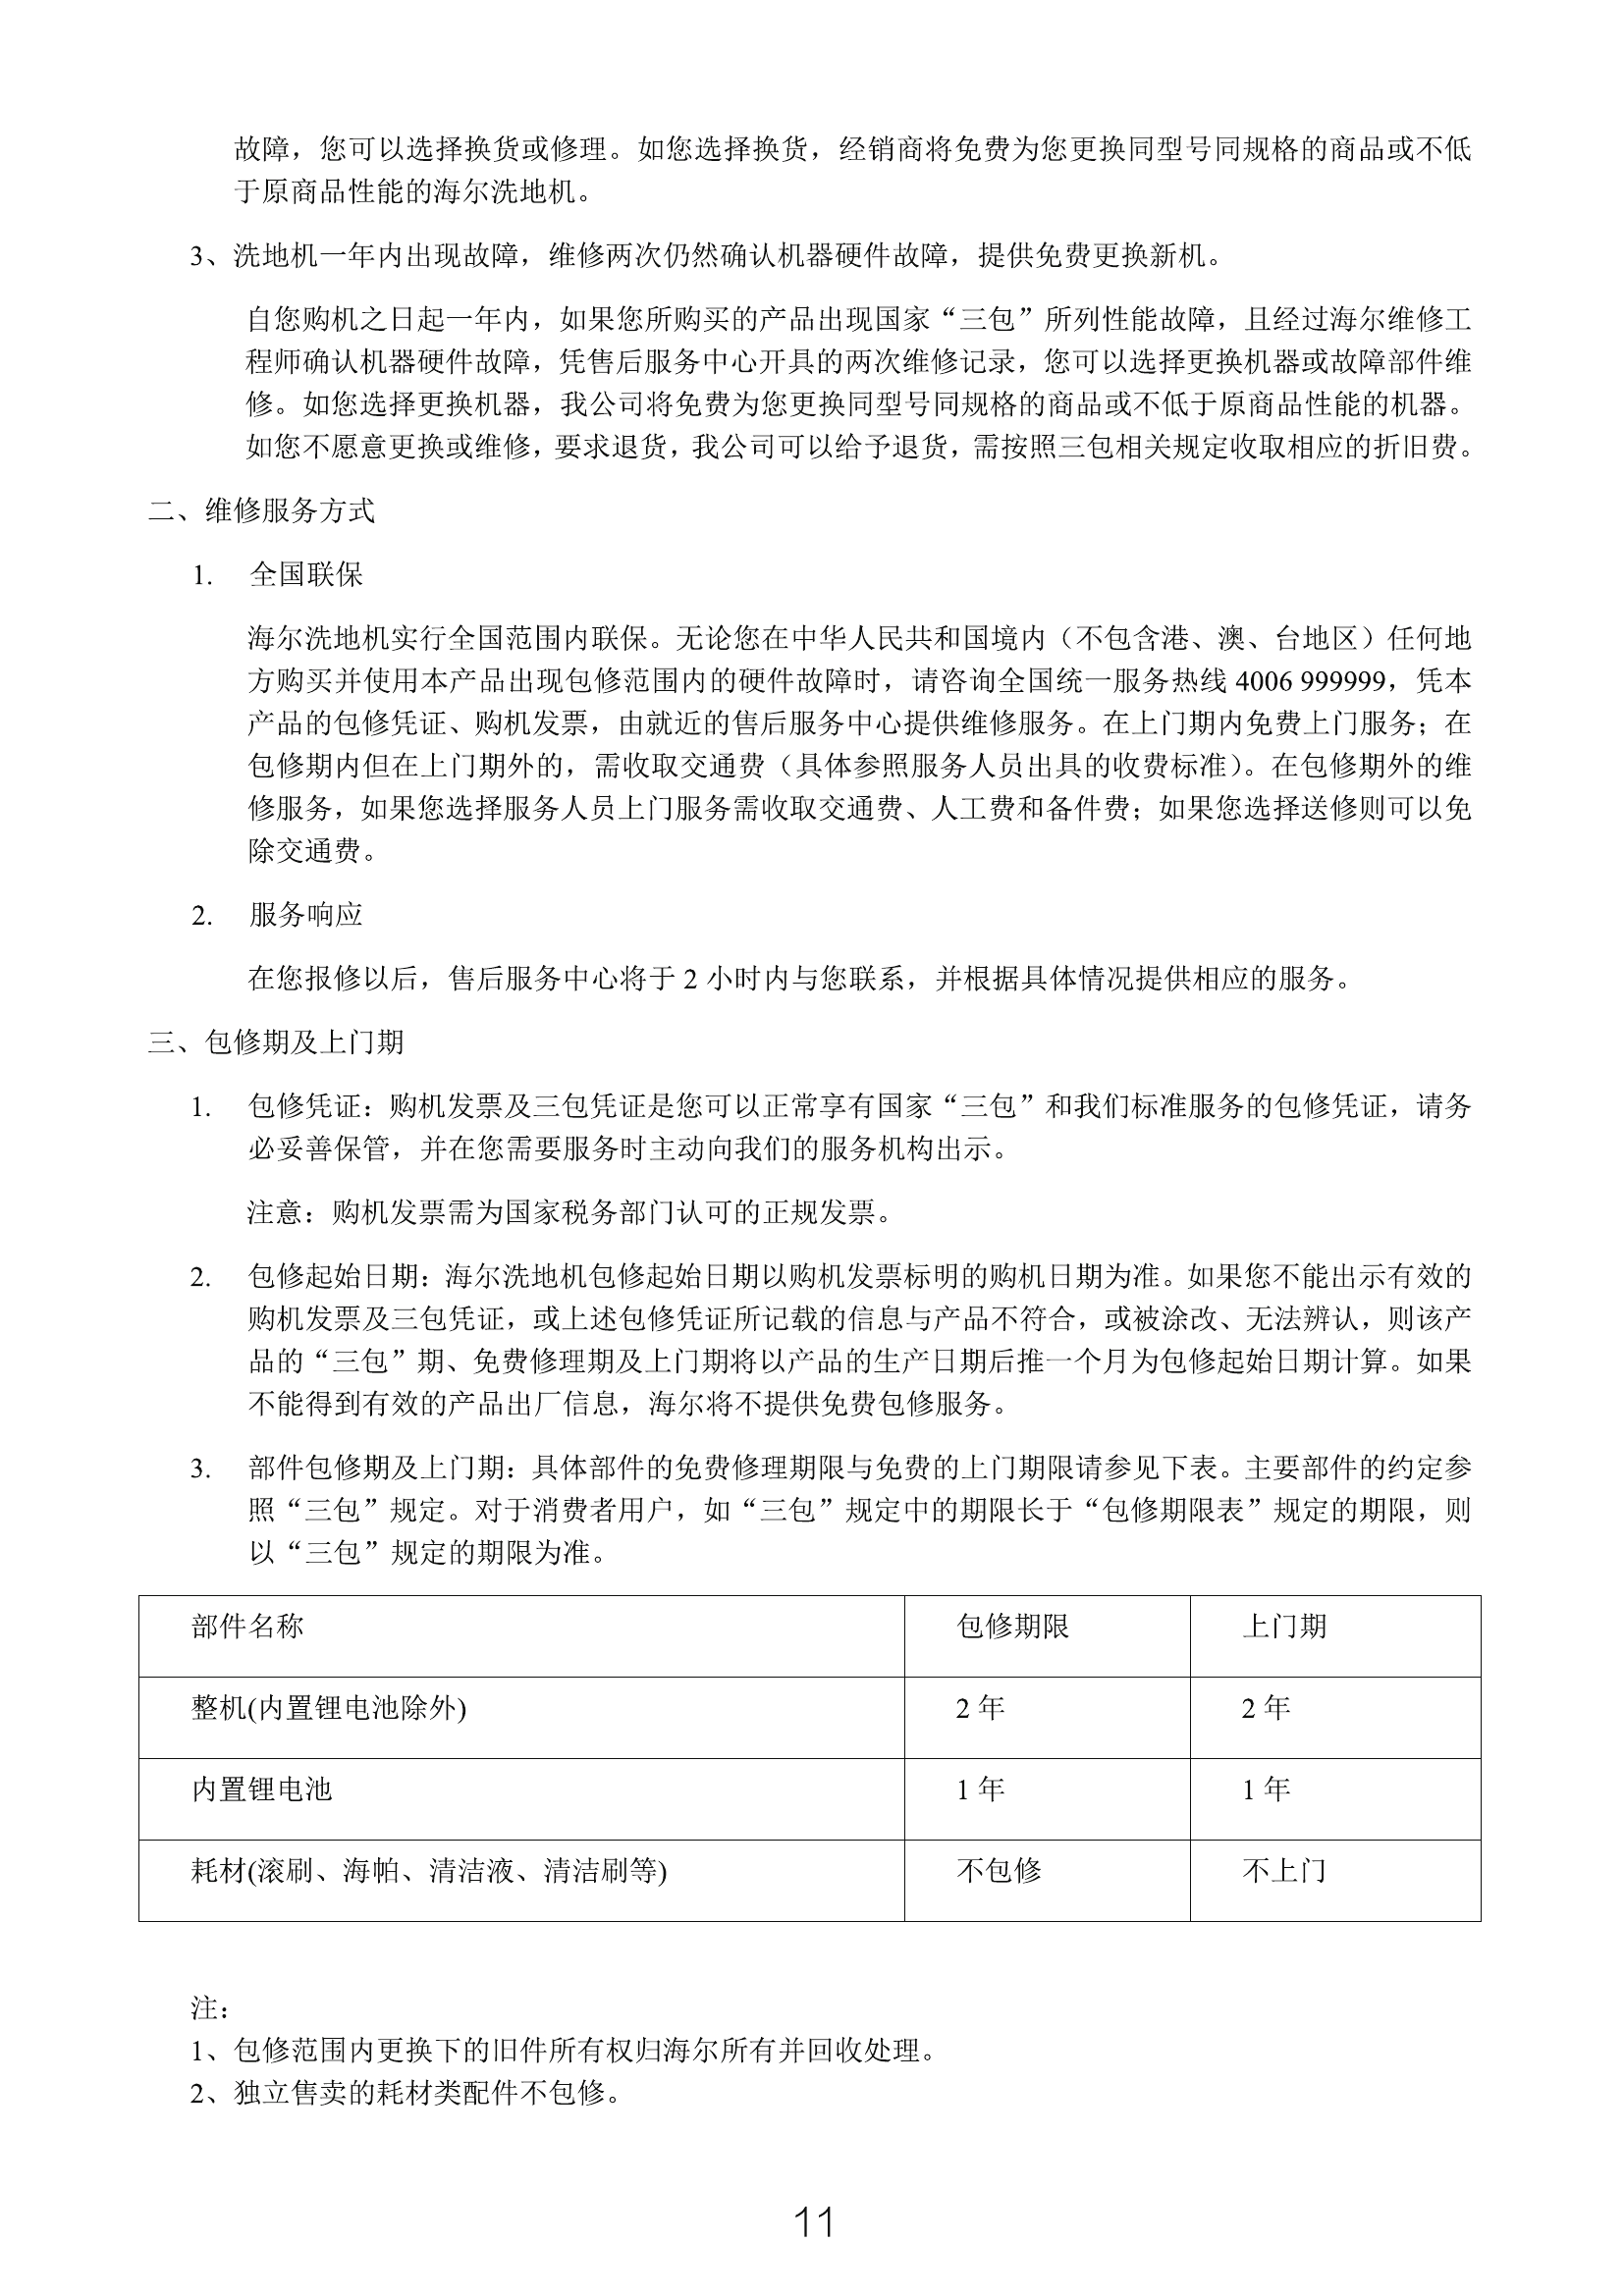 故障，您可以选择换货或修理。如您选择换货，经销商将免费为您更换同型号同规格的商品或不低
于原商品性能的海尔洗地机。
3、洗地机一年内出现故障，维修两次仍然确认机器硬件故障，提供免费更换新机。
自您购机之日起一年内，如果您所购买的产品出现国家“三包”所列性能故障，且经过海尔维修工
程师确认机器硬件故障，凭售后服务中心开具的两次维修记录，您可以选择更换机器或故障部件维
修。如您选择更换机器，我公司将免费为您更换同型号同规格的商品或不低于原商品性能的机器。
如您不愿意更换或维修，要求退货，我公司可以给予退货，需按照三包相关规定收取相应的折旧费。
二、维修服务方式
1. 全国联保
海尔洗地机实行全国范围内联保。无论您在中华人民共和国境内（不包含港、澳、台地区）任何地
方购买并使用本产品出现包修范围内的硬件故障时，请咨询全国统一服务热线 4006 999999，凭本
产品的包修凭证、购机发票，由就近的售后服务中心提供维修服务。在上门期内免费上门服务；在
包修期内但在上门期外的，需收取交通费（具体参照服务人员出具的收费标准）。在包修期外的维
修服务，如果您选择服务人员上门服务需收取交通费、人工费和备件费；如果您选择送修则可以免
除交通费。
2. 服务响应
在您报修以后，售后服务中心将于 2 小时内与您联系，并根据具体情况提供相应的服务。
三、包修期及上门期
1. 包修凭证：购机发票及三包凭证是您可以正常享有国家“三包”和我们标准服务的包修凭证，请务
必妥善保管，并在您需要服务时主动向我们的服务机构出示。
注意：购机发票需为国家税务部门认可的正规发票。
2. 包修起始日期：海尔洗地机包修起始日期以购机发票标明的购机日期为准。如果您不能出示有效的
购机发票及三包凭证，或上述包修凭证所记载的信息与产品不符合，或被涂改、无法辨认，则该产
品的“三包”期、免费修理期及上门期将以产品的生产日期后推一个月为包修起始日期计算。如果
不能得到有效的产品出厂信息，海尔将不提供免费包修服务。
3. 部件包修期及上门期：具体部件的免费修理期限与免费的上门期限请参见下表。主要部件的约定参
照“三包”规定。对于消费者用户，如“三包”规定中的期限长于“包修期限表”规定的期限，则
以“三包”规定的期限为准。
部件名称 包修期限 上门期
整机(内置锂电池除外) 2 年 2 年
内置锂电池 1 年 1 年
耗材(滚刷、海帕、清洁液、清洁刷等) 不包修 不上门
注：
1、包修范围内更换下的旧件所有权归海尔所有并回收处理。
2、独立售卖的耗材类配件不包修。
11